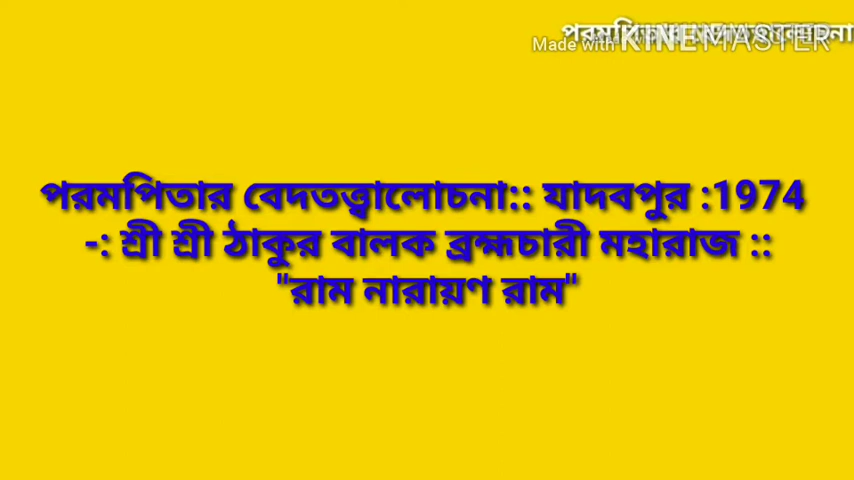 Made with KINEMASTER
পরমপিতার বেদতত্ত্বালোচনা:: যাদবপুর :1974
-: শ্রী শ্রী ঠাকুর বালক ব্রহ্মচারী মহারাজ ::
"রাম নারায়ণ রাম"